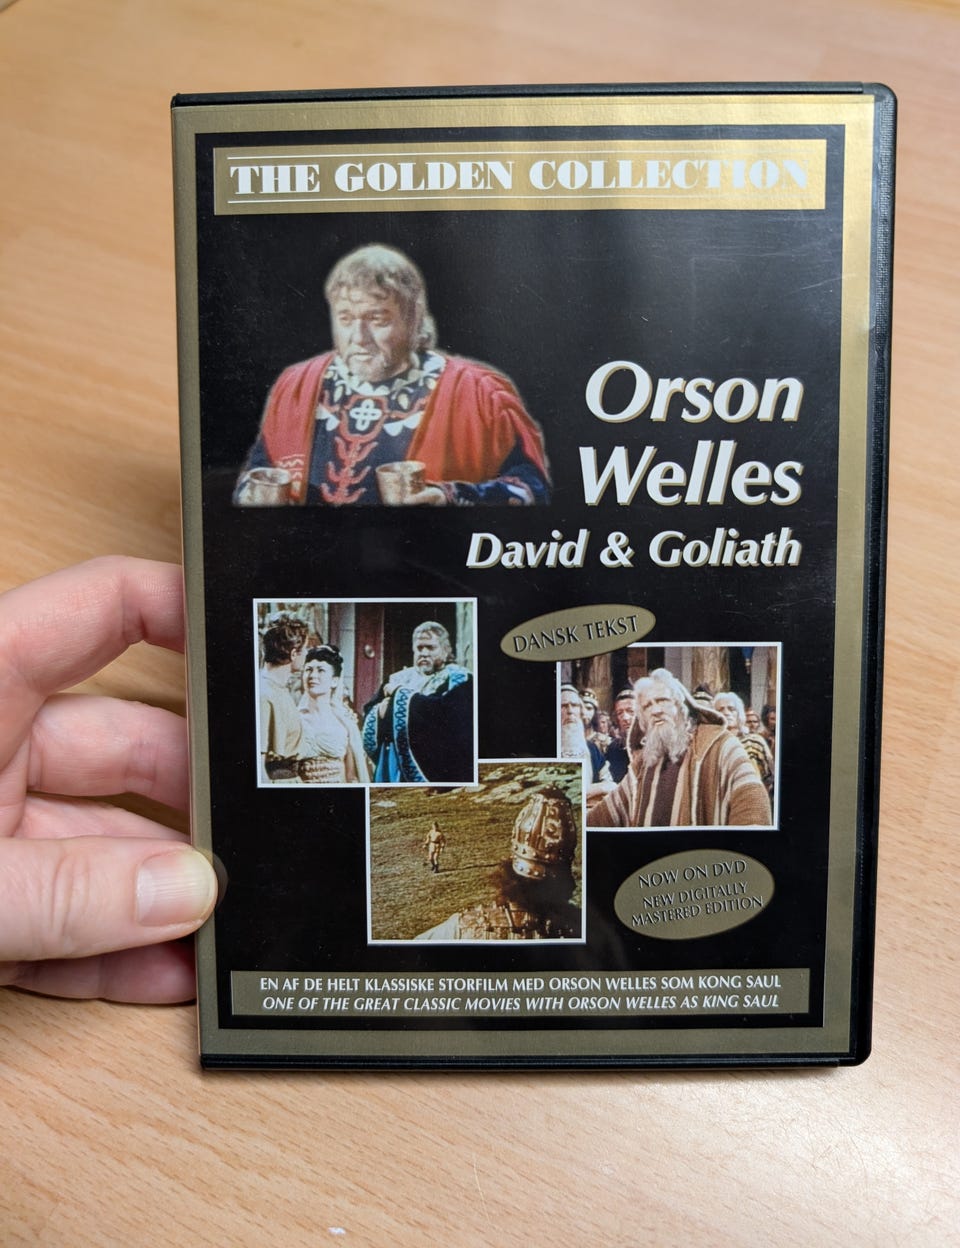 THE GOLDEN COLLECTION
Orson
Welles
David & Goliath
DANSK TEKST
NOW ON DVD
NEW DIGITALLY
MASTERED EDITION
EN AF DE HELT KLASSISKE STORFILM MED ORSON WELLES SOM KONG SAUL
ONE OF THE GREAT CLASSIC MOVIES WITH ORSON WELLES AS KING SAUL